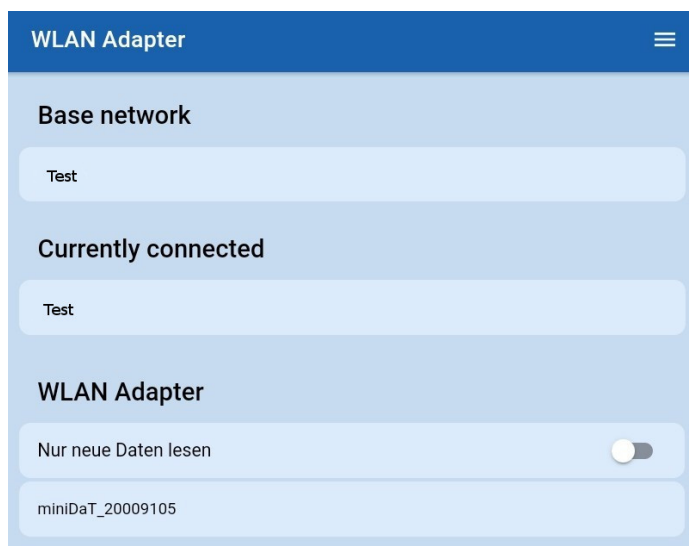 WLAN Adapter
Base network
Test
Currently connected
Test
WLAN Adapter
Nur neue Daten lesen
miniDaT_20009105